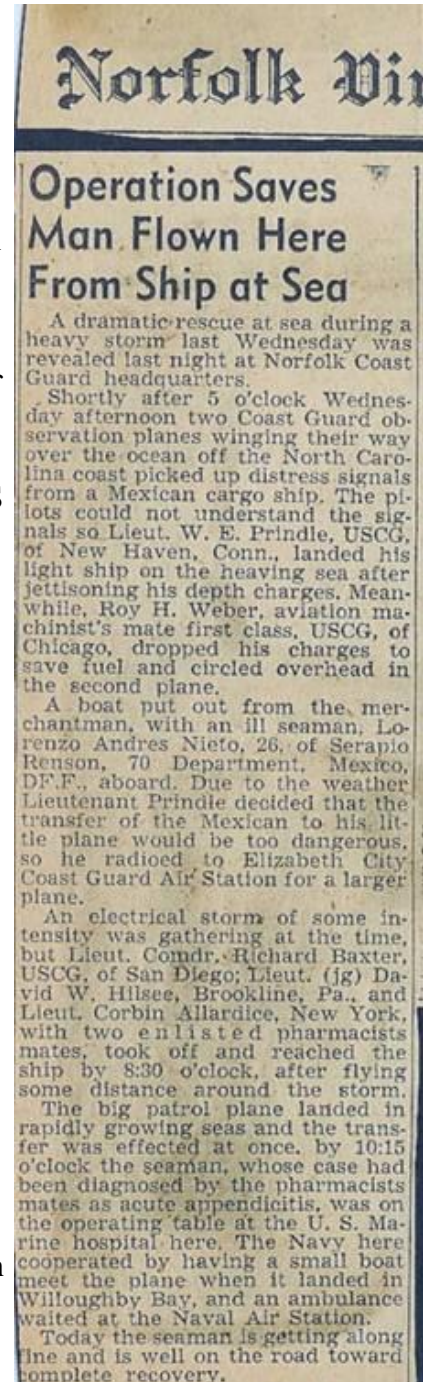 Norfolk Vir
Operation Saves
Man Flown Here
From Ship at Sea
A dramatic rescue at sea during a
heavy storm last Wednesday was
revealed last night at Norfolk Coast
Guard headquarters.
Shortly after 5 o'clock Wednes-
day afternoon two Coast Guard ob-
servation planes winging their way
over the ocean off the North Caro-
lina coast picked up distress signals
from a Mexican cargo ship. The pi-
lots could not understand the sig-
nals so Lieut. W. E. Prindle, USCG,
of New Haven, Conn., landed his
light ship on the heaving sea after
jettisoning his depth charges. Mean-
while, Roy H. Weber, aviation ma-
chinist's mate first class, USCG, of
Chicago, dropped his charges to
save fuel and circled overhead in
the second plane.
A boat put out from the mer-
chantman, with an ill seaman, Lo-
renzo Andres Nieto, 26, of Serapio
Renson, 70 Department, Mexico,
DF.F., aboard. Due to the weather
Lieutenant Prindle decided that the
transfer of the Mexican to his lit-
tle plane would be too dangerous,
so he radioed to Elizabeth City
Coast Guard Air Station for a larger
plane.
An electrical storm of some in-
tensity was gathering at the time,
but Lieut. Comdr. Richard Baxter,
USCG, of San Diego; Lieut. (jg) Da-
vid W. Hilsee, Brookline, Pa., and
Lieut. Corbin Allardice, New York,
with two enlisted pharmacists
mates, took off and reached the
ship by 8:30 o'clock, after flying
some distance around the storm.
The big patrol plane landed in
rapidly growing seas and the trans-
fer was effected at once. by 10:15
o'clock the seaman, whose case had
been diagnosed by the pharmacists
mates as acute appendicitis, was on
the operating table at the U. S. Ma-
rine hospital here. The Navy here
cooperated by having a small boat
meet the plane when it landed in
Willoughby Bay, and an ambulance
waited at the Naval Air Station.
Today the seaman is getting along
fine and is well on the road toward
complete recovery.